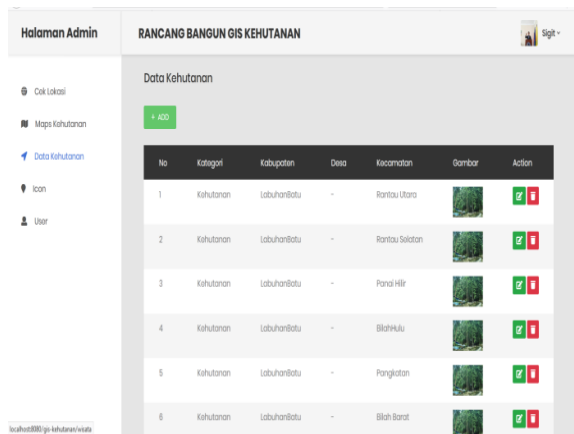 Halaman Admin
RANCANG BANGUN GIS KEHUTANAN
Sigit
Cek Lokasi
Maps Kehutanan
Data Kehutanan
Icon
User
Data Kehutanan
+ ADD
No Kategori Kabupaten Desa Kecamatan Gambar Action
1 Kehutanan LabuhanBatu - Rantau Utara
2 Kehutanan LabuhanBatu - Rantau Selatan
3 Kehutanan LabuhanBatu - Panai Hilir
4 Kehutanan LabuhanBatu - BilahHulu
5 Kehutanan LabuhanBatu - Pangkatan
6 Kehutanan LabuhanBatu - Bilah Barat
localhost:8080/gis-kehutanan/wisata